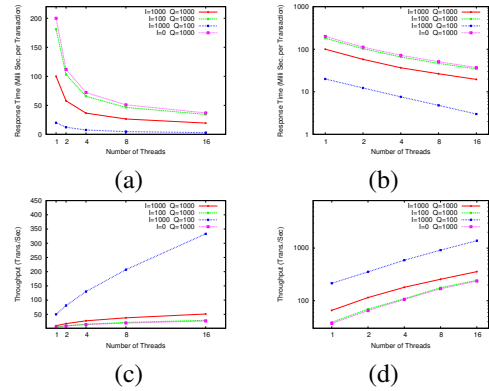 I=1000 Q=1000
I=100 Q=1000
I=1000 Q=100
I=0 Q=1000
Response Time (Milli Sec. per Transaction)
200
150
100
50
0
1 2 4 8 16
Number of Threads
(a)
I=1000 Q=1000
I=100 Q=1000
I=1000 Q=100
I=0 Q=1000
Response Time (Milli Sec. per Transaction)
1000
100
10
1
1 2 4 8 16
Number of Threads
(b)
I=1000 Q=1000
I=100 Q=1000
I=1000 Q=100
I=0 Q=1000
Throughput (Trans./Sec)
450
400
350
300
250
200
150
100
50
1 2 4 8 16
Number of Threads
(c)
I=1000 Q=1000
I=100 Q=1000
I=1000 Q=100
I=0 Q=1000
Throughput (Trans./Sec)
1000
100
1 2 4 8 16
Number of Threads
(d)